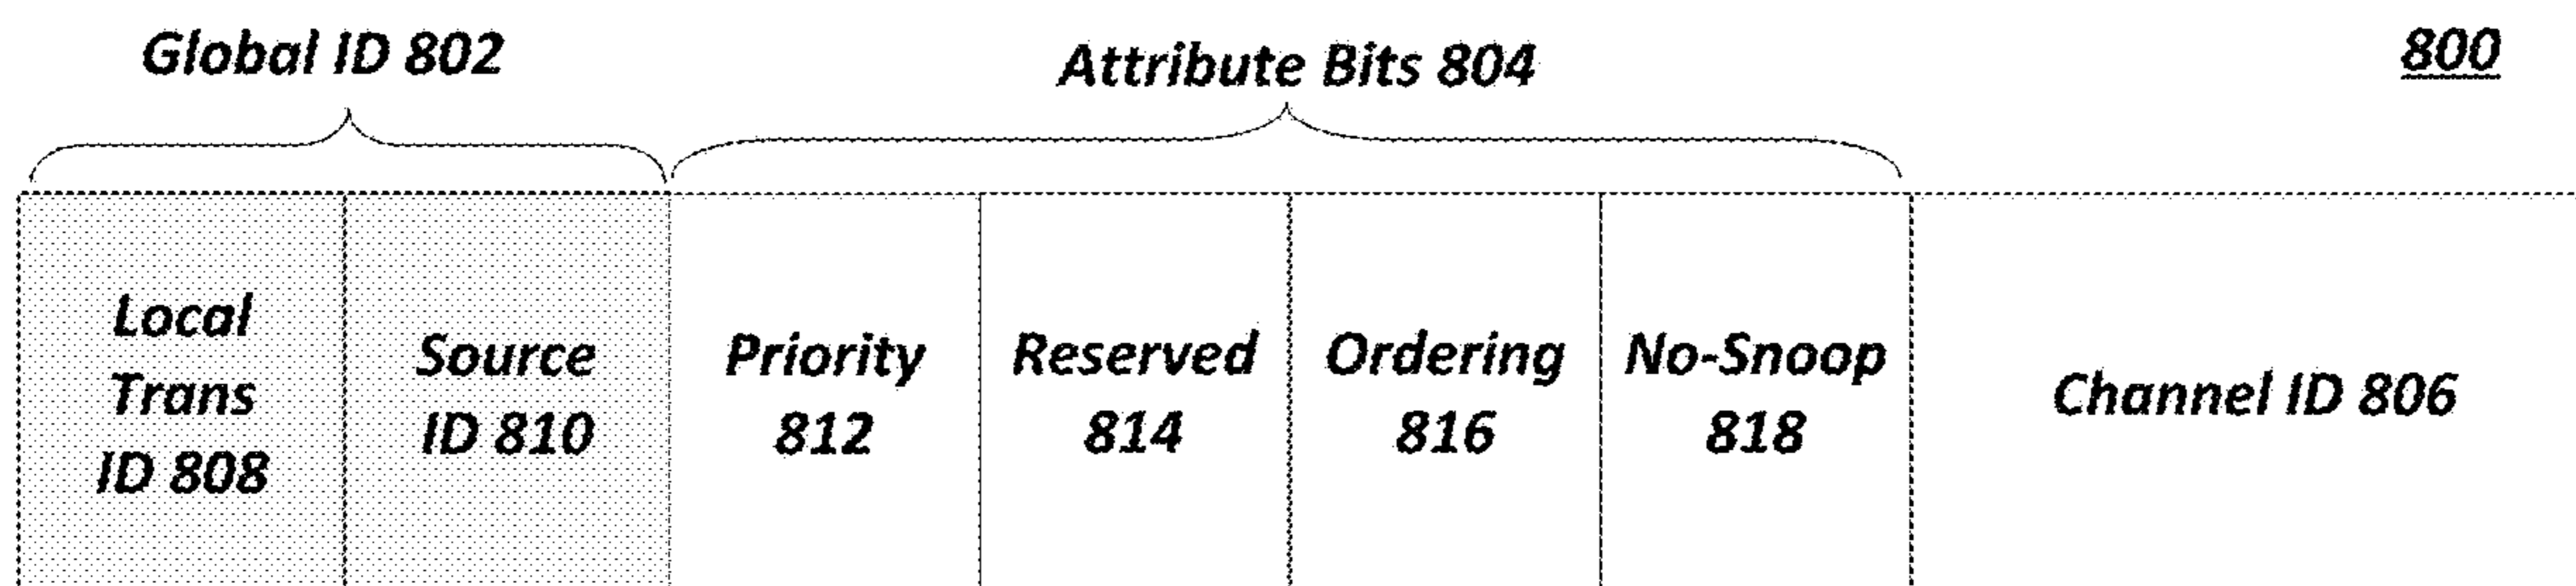 Global ID 802
Attribute Bits 804
800
Local
Trans
ID 808
Source
ID 810
Priority
812
Reserved
814
Ordering
816
No-Snoop
818
Channel ID 806